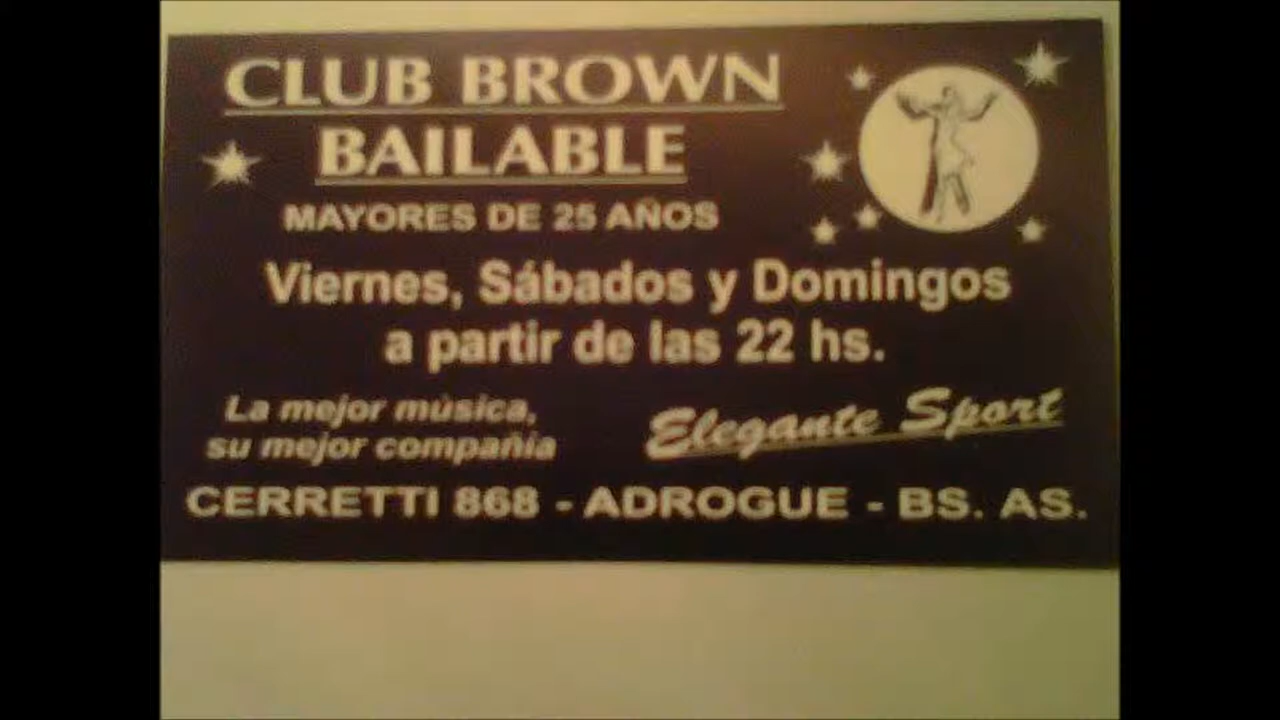 CLUB BROWN
BAILABLE
MAYORES DE 25 AÑOS
Viernes, Sábados y Domingos
a partir de las 22 hs.
La mejor música,
su mejor compañía
Elegante Sport
CERRETTI 868 - ADROGUE - BS. AS.